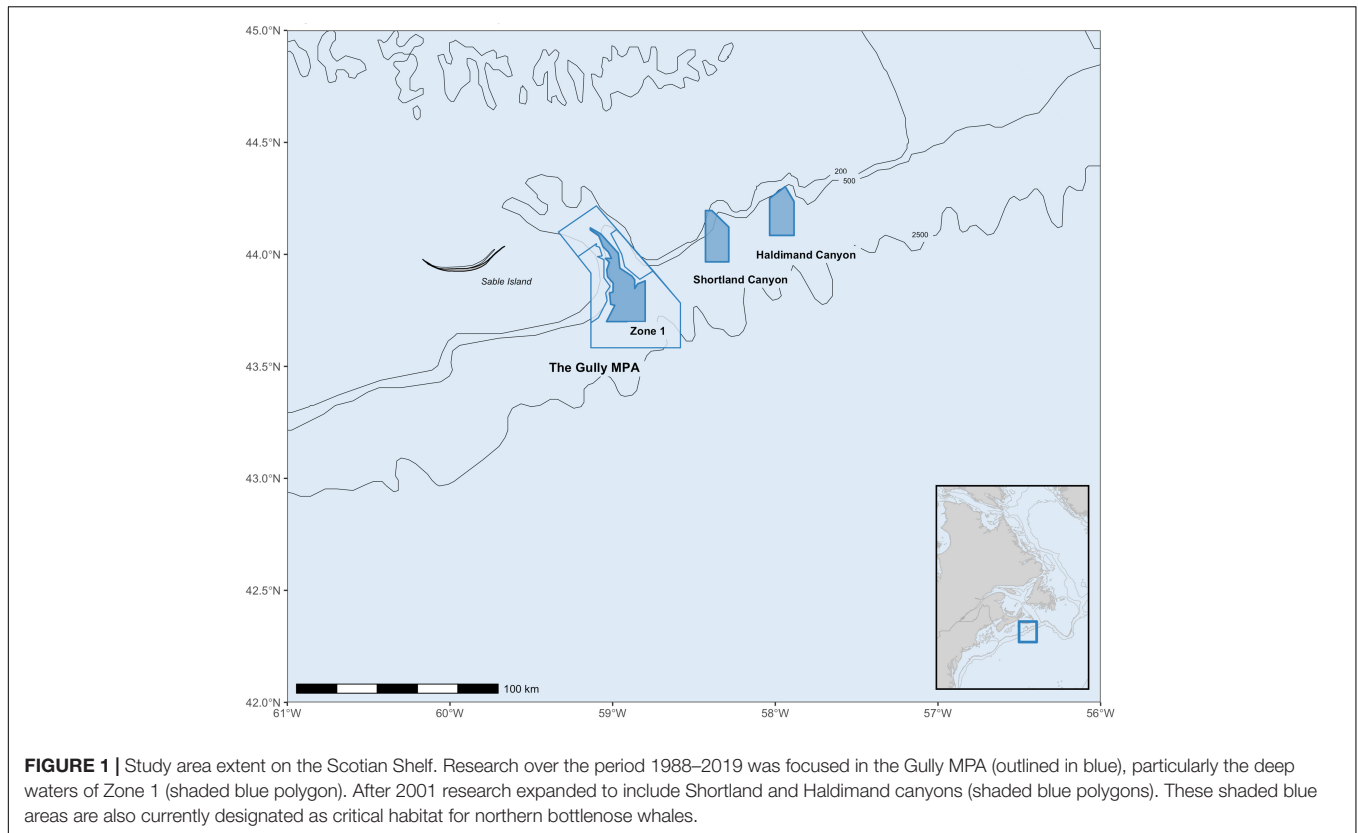 45.0°N
44.5°N
200
500
2500
44.0°N
Haldimand Canyon
Sable Island
Shortland Canyon
Zone 1
43.5°N
The Gully MPA
43.0°N
42.5°N
100 km
42.0°N
61°W 60°W 59°W 58°W 57°W 56°W
FIGURE 1 | Study area extent on the Scotian Shelf. Research over the period 1988–2019 was focused in the Gully MPA (outlined in blue), particularly the deep
waters of Zone 1 (shaded blue polygon). After 2001 research expanded to include Shortland and Haldimand canyons (shaded blue polygons). These shaded blue
areas are also currently designated as critical habitat for northern bottlenose whales.